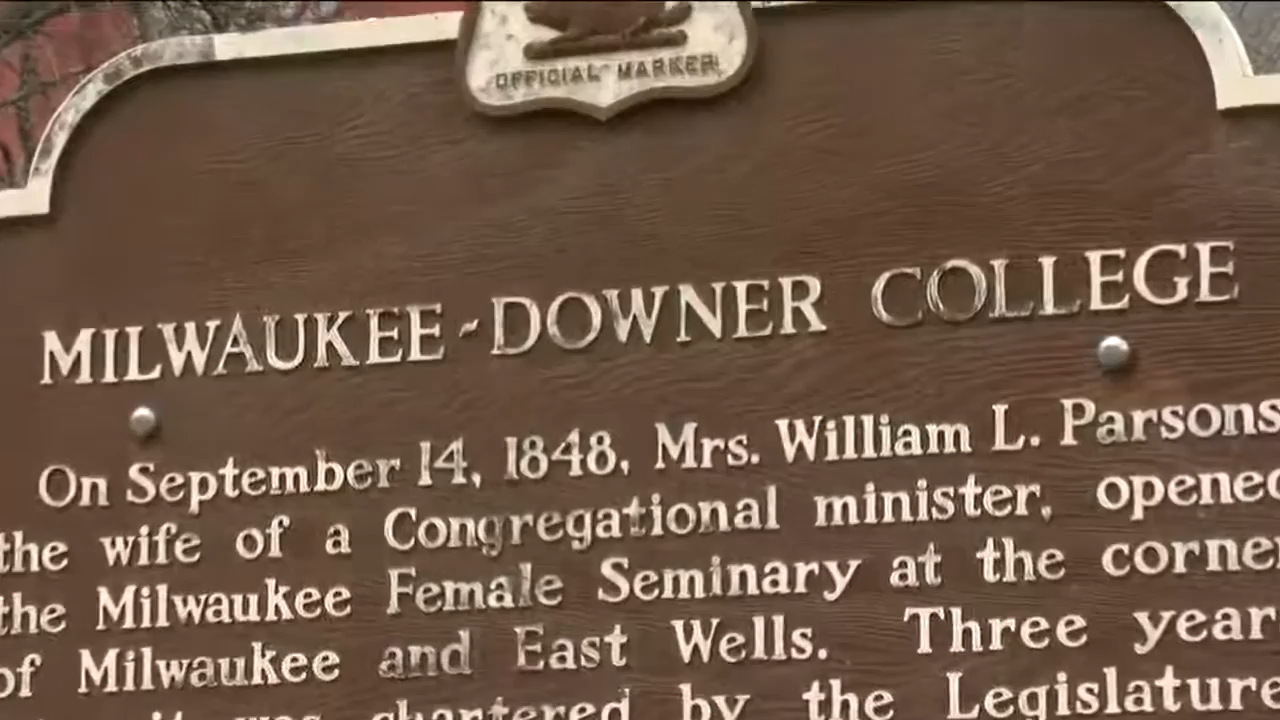 OFFICIAL MARKER
MILWAUKEE-DOWNER COLLEGE
On September 14, 1848, Mrs. William L. Parsons
the wife of a Congregational minister, opened
the Milwaukee Female Seminary at the corner
of Milwaukee and East Wells. Three year
it was chartered by the Legislature